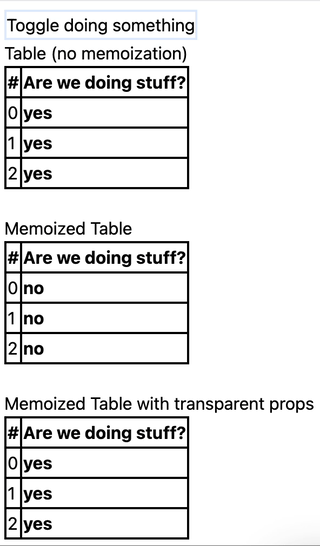 Toggle doing something
Table (no memoization)
# Are we doing stuff?
0 yes
1 yes
2 yes
Memoized Table
# Are we doing stuff?
0 no
1 no
2 no
Memoized Table with transparent props
# Are we doing stuff?
0 yes
1 yes
2 yes